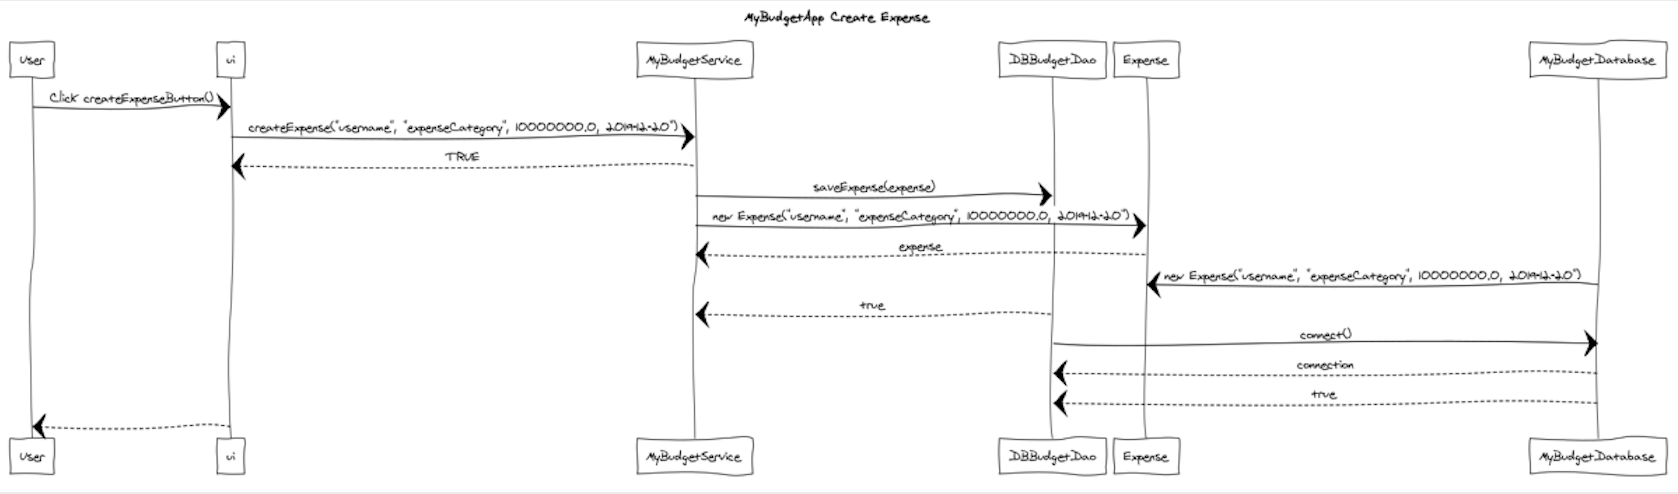 MyBudgetApp Create Expense
User ui MyBudgetService DBBudgetDao Expense MyBudgetDatabase
Click createExpenseButton()
createExpense("username", "expenseCategory", 10000000.0, 2019-12-20")
TRUE
saveExpense(expense)
new Expense("username", "expenseCategory", 10000000.0, 2019-12-20")
expense
new Expense("username", "expenseCategory", 10000000.0, 2019-12-20")
true
connect()
connection
true
User ui MyBudgetService DBBudgetDao Expense MyBudgetDatabase